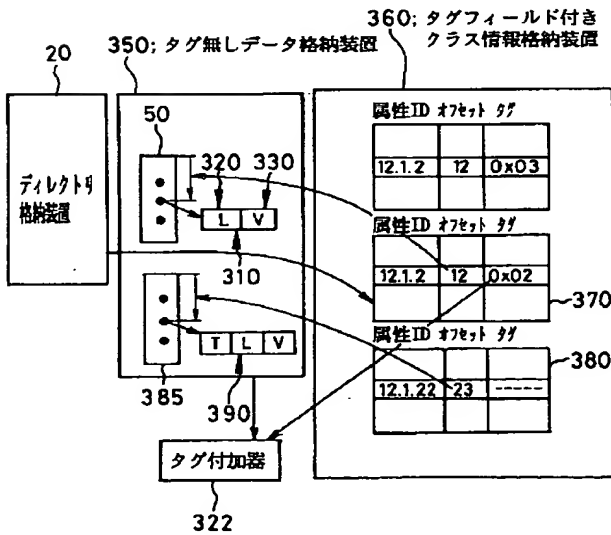 350; タグ無しデータ格納装置
360; タグフィールド付き
クラス情報格納装置
20
ディレクトリ
格納装置
50
320
330
L V
310
T L V
385
390
タグ付加器
322
属性ID オフセット タグ
12.1.2 12 0x03
属性ID オフセット タグ
12.1.2 12 0x02
370
属性ID オフセット タグ
380
12.1.22 23 -----